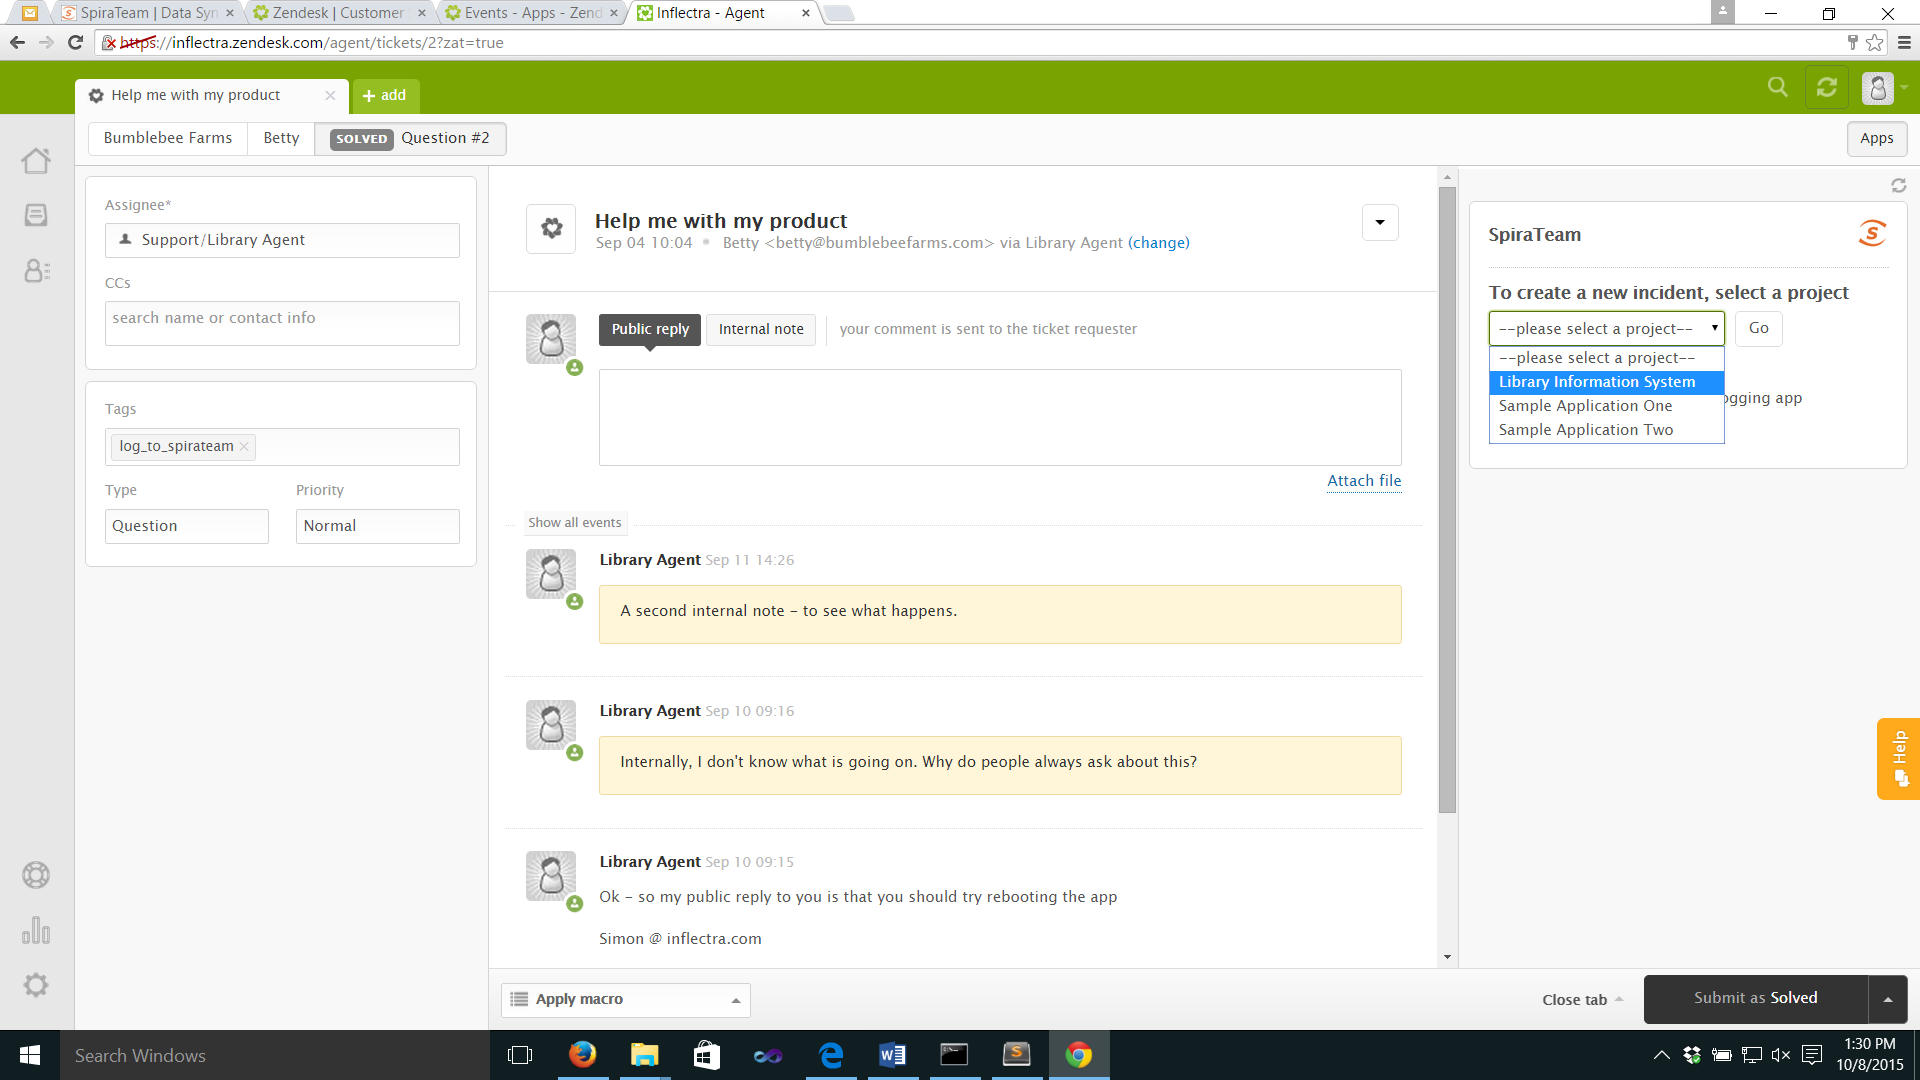 SpiraTeam | Data Syn
Zendesk | Customer
Events - Apps - Zend
Inflectra - Agent
https://inflectra.zendesk.com/agent/tickets/2?zat=true
Help me with my product
+ add
Bumblebee Farms
Betty
SOLVED Question #2
Apps
Assignee*
Support/Library Agent
CCs
search name or contact info
Tags
log_to_spirateam
Type
Priority
Question
Normal
Help me with my product
Sep 04 10:04 Betty <betty@bumblebeefarms.com> via Library Agent (change)
Public reply
Internal note
your comment is sent to the ticket requester
Attach file
Show all events
Library Agent Sep 11 14:26
A second internal note - to see what happens.
Library Agent Sep 10 09:16
Internally, I don't know what is going on. Why do people always ask about this?
Library Agent Sep 10 09:15
Ok - so my public reply to you is that you should try rebooting the app
Simon @ inflectra.com
Apply macro
Close tab
Submit as Solved
SpiraTeam
To create a new incident, select a project
--please select a project--
Go
--please select a project--
Library Information System
Sample Application One
ogging app
Sample Application Two
Help
Search Windows
1:30 PM
10/8/2015